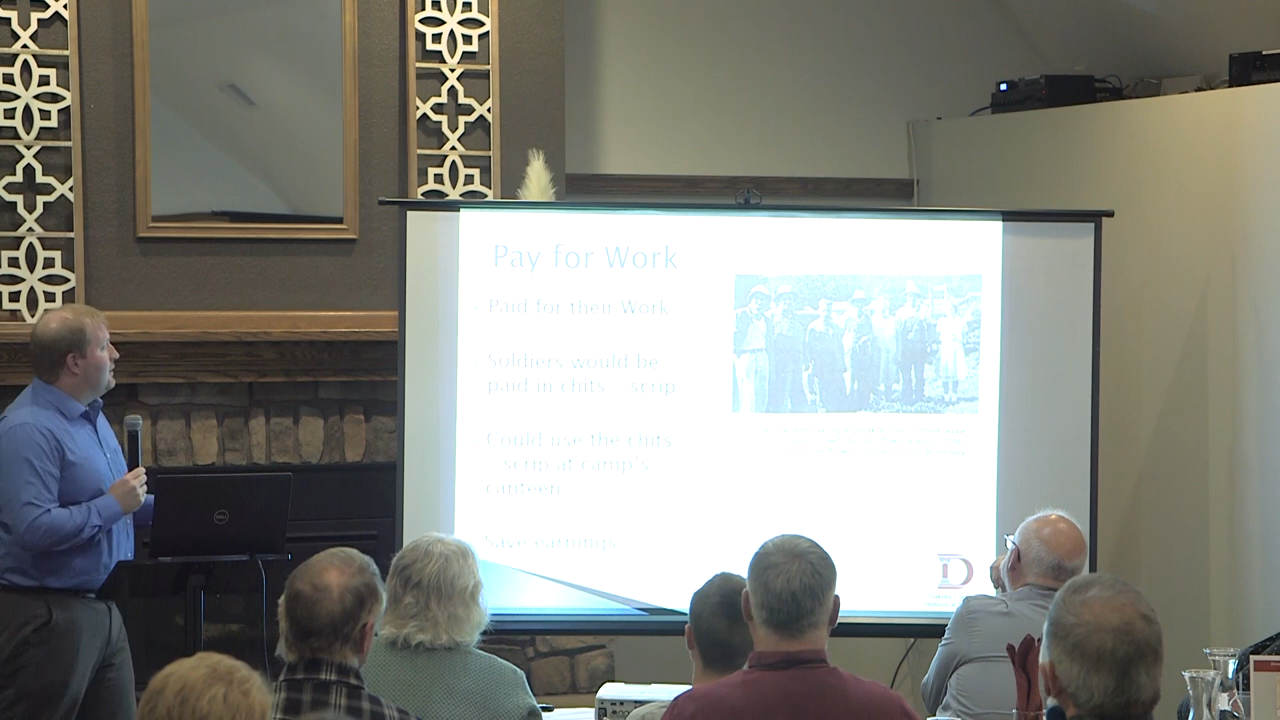 Pay for Work
Paid for their Work
Soldiers would be
paid in chits scrip
Could use the chits
scrip at camp's
canteen
Save earnings
D
DELL